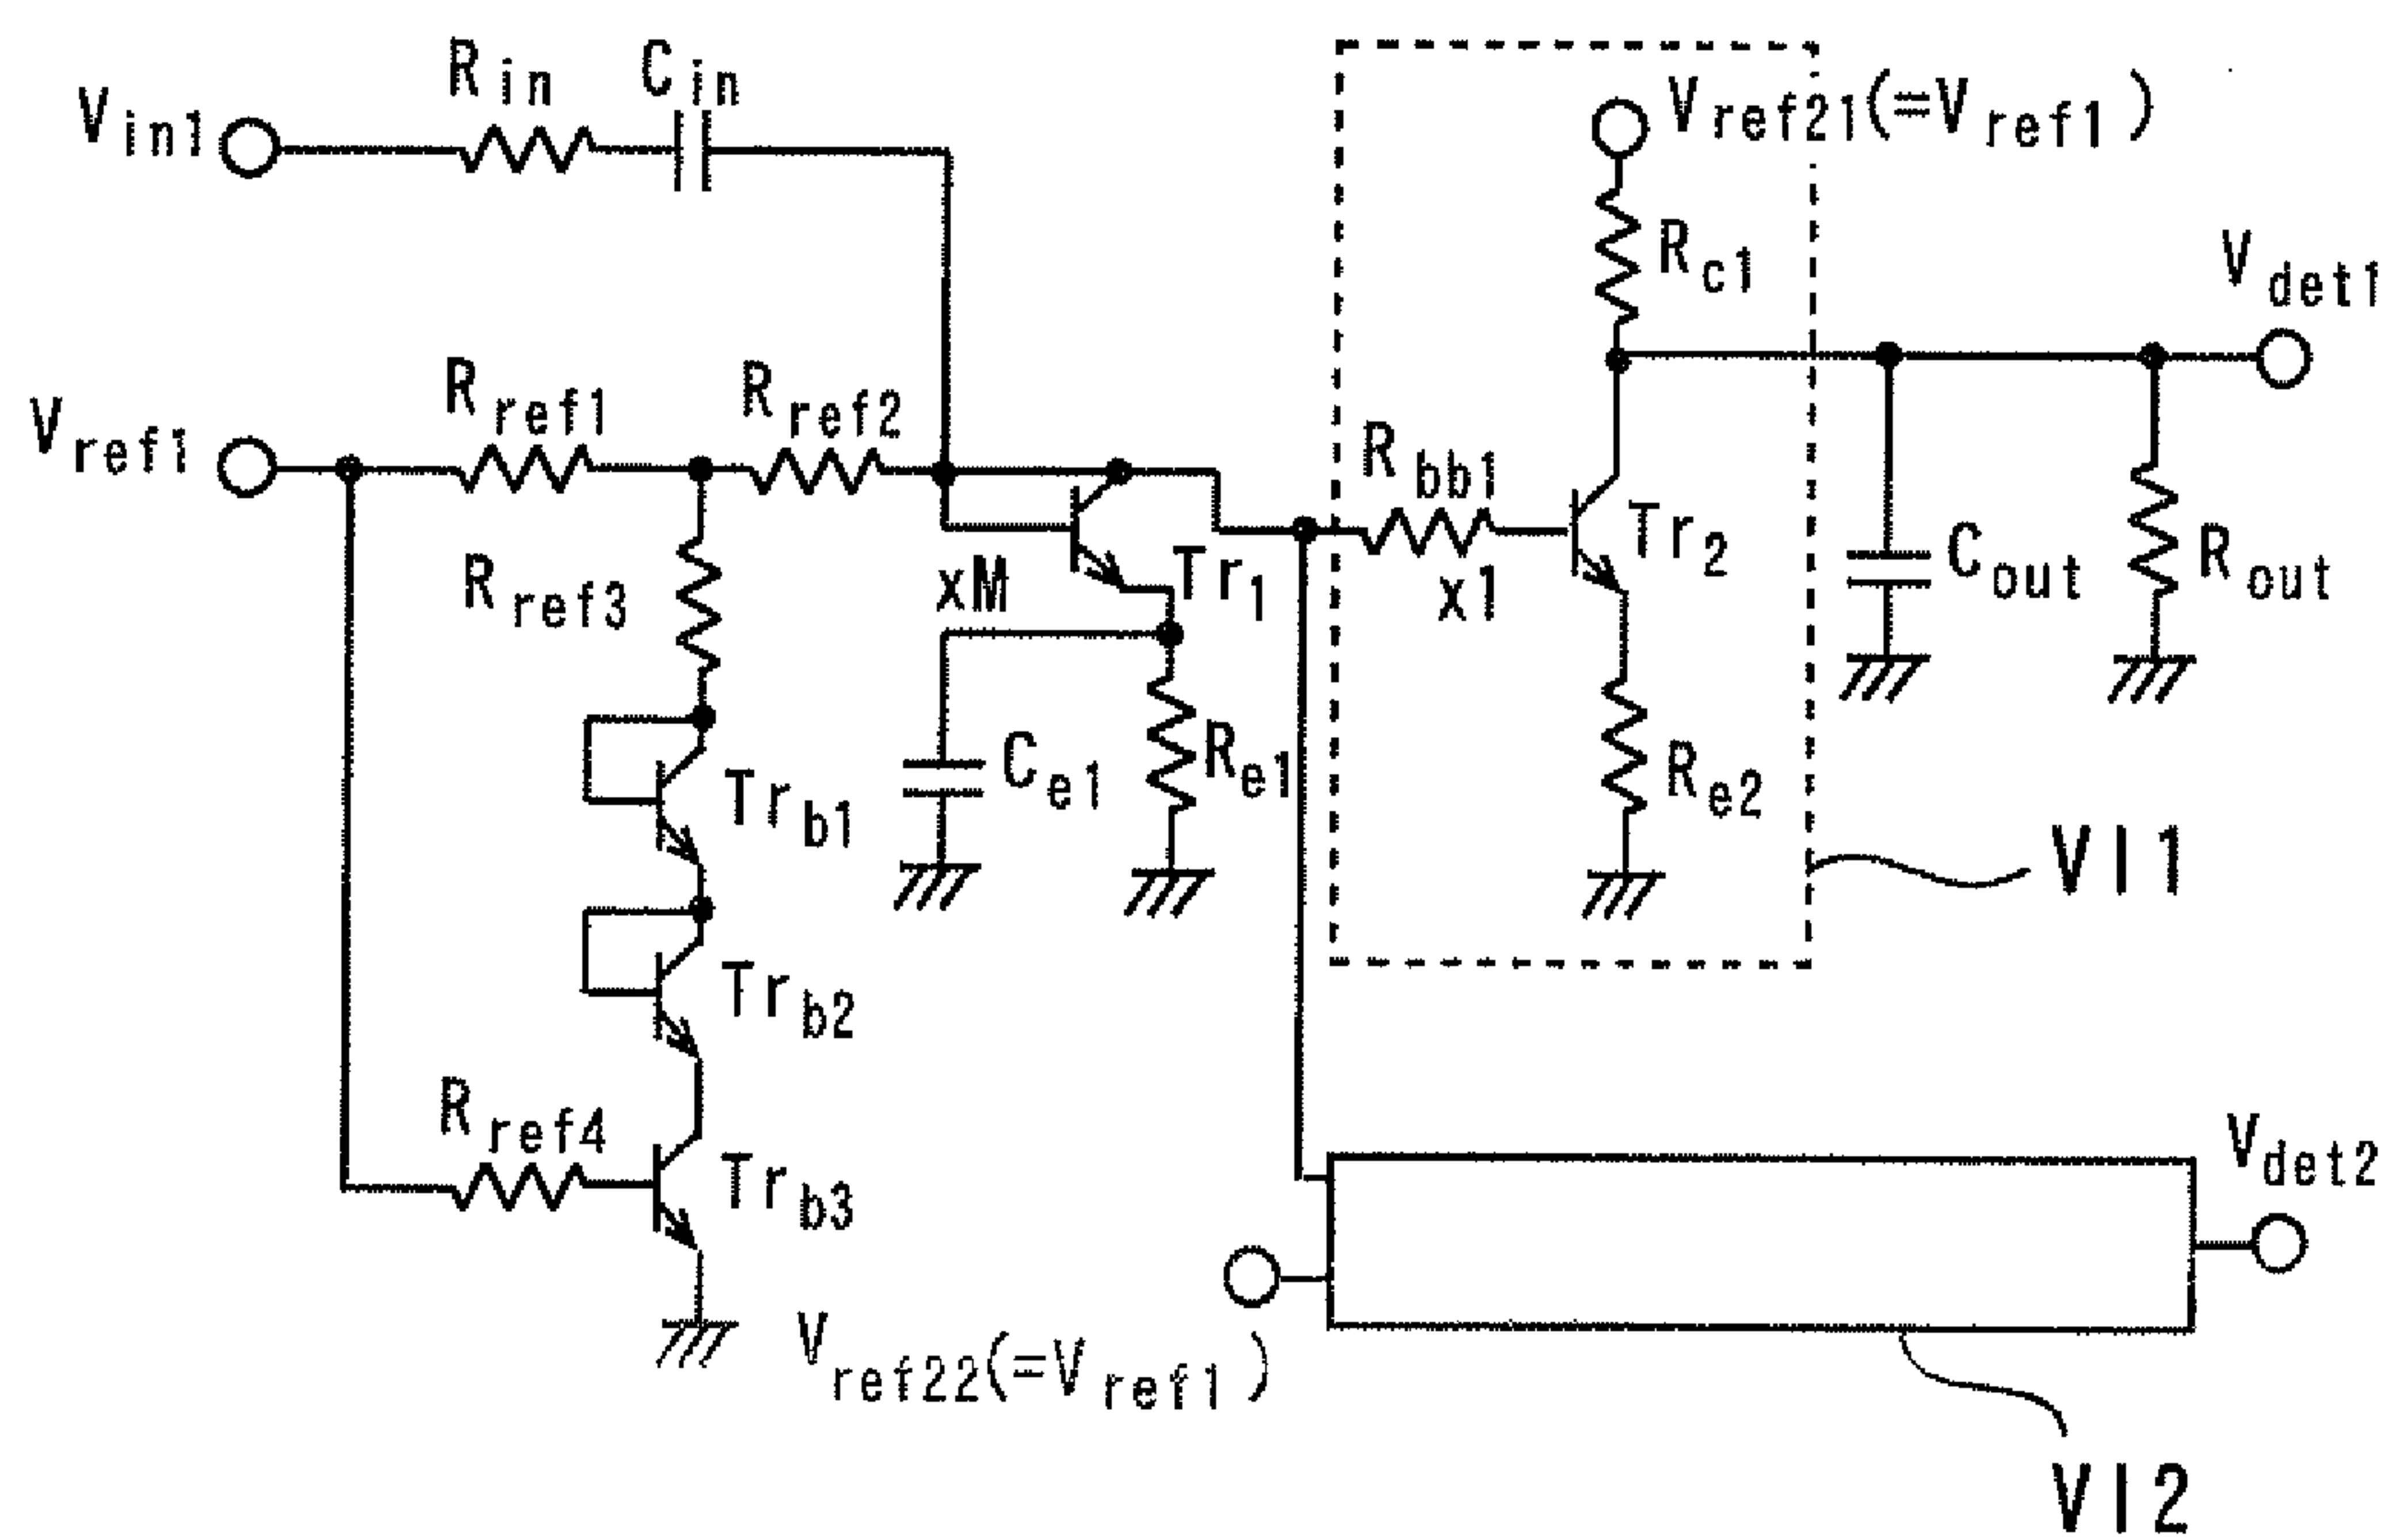 Rin
Cin
Vin1
Vref21(=Vref1)
Rc1
Vdet1
Rref1
Rref2
Vref1
Rbb1
Tr2
x1
Cout
Rout
Rref3
xM
Tr1
Ce1
Re1
Re2
Trb1
VI1
Trb2
Rref4
Trb3
Vdet2
Vref22(=Vref1)
VI2